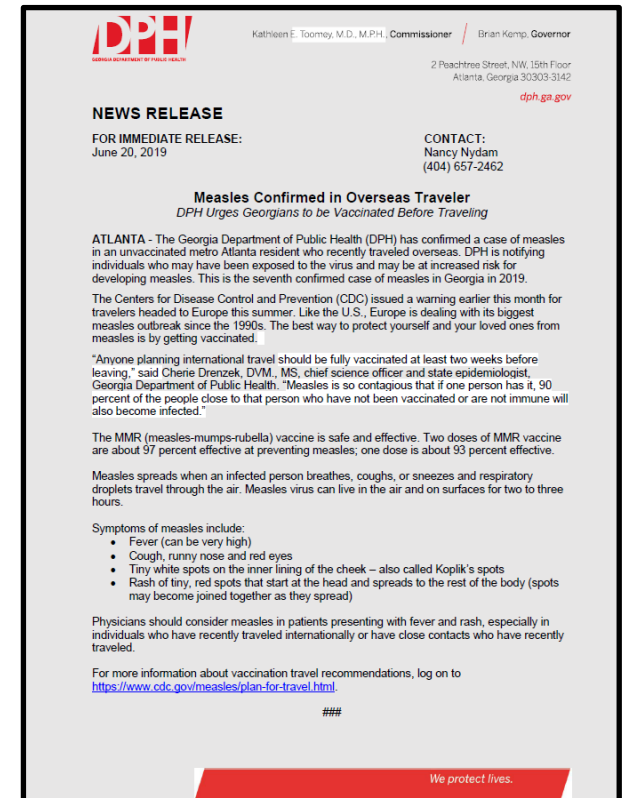 DPH
GEORGIA DEPARTMENT OF PUBLIC HEALTH
Kathleen E. Toomey, M.D., M.P.H., Commissioner / Brian Kemp, Governor
2 Peachtree Street, NW, 15th Floor
Atlanta, Georgia 30303-3142
dph.ga.gov
NEWS RELEASE
FOR IMMEDIATE RELEASE: CONTACT:
June 20, 2019 Nancy Nydam
(404) 657-2462
Measles Confirmed in Overseas Traveler
DPH Urges Georgians to be Vaccinated Before Traveling
ATLANTA - The Georgia Department of Public Health (DPH) has confirmed a case of measles
in an unvaccinated metro Atlanta resident who recently traveled overseas. DPH is notifying
individuals who may have been exposed to the virus and may be at increased risk for
developing measles. This is the seventh confirmed case of measles in Georgia in 2019.
The Centers for Disease Control and Prevention (CDC) issued a warning earlier this month for
travelers headed to Europe this summer. Like the U.S., Europe is dealing with its biggest
measles outbreak since the 1990s. The best way to protect yourself and your loved ones from
measles is by getting vaccinated.
“Anyone planning international travel should be fully vaccinated at least two weeks before
leaving,” said Cherie Drenzek, DVM., MS, chief science officer and state epidemiologist,
Georgia Department of Public Health. “Measles is so contagious that if one person has it, 90
percent of the people close to that person who have not been vaccinated or are not immune will
also become infected.”
The MMR (measles-mumps-rubella) vaccine is safe and effective. Two doses of MMR vaccine
are about 97 percent effective at preventing measles; one dose is about 93 percent effective.
Measles spreads when an infected person breathes, coughs, or sneezes and respiratory
droplets travel through the air. Measles virus can live in the air and on surfaces for two to three
hours.
Symptoms of measles include:
• Fever (can be very high)
• Cough, runny nose and red eyes
• Tiny white spots on the inner lining of the cheek – also called Koplik’s spots
• Rash of tiny, red spots that start at the head and spreads to the rest of the body (spots
may become joined together as they spread)
Physicians should consider measles in patients presenting with fever and rash, especially in
individuals who have recently traveled internationally or have close contacts who have recently
traveled.
For more information about vaccination travel recommendations, log on to
https://www.cdc.gov/measles/plan-for-travel.html.
###
We protect lives.